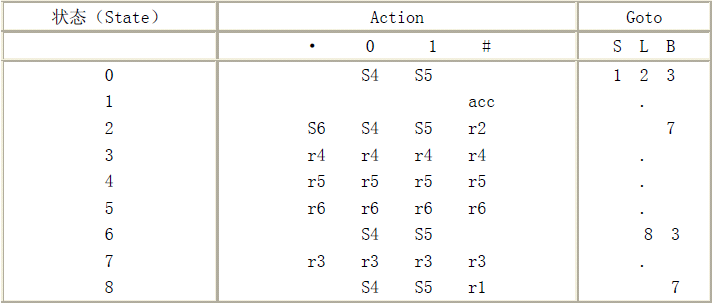 状态（State） Action Goto
· 0 1 # S L B
0 S4 S5 1 2 3
1 acc .
2 S6 S4 S5 r2 7
3 r4 r4 r4 r4 .
4 r5 r5 r5 r5 .
5 r6 r6 r6 r6 .
6 S4 S5 8 3
7 r3 r3 r3 r3 .
8 S4 S5 r1 7